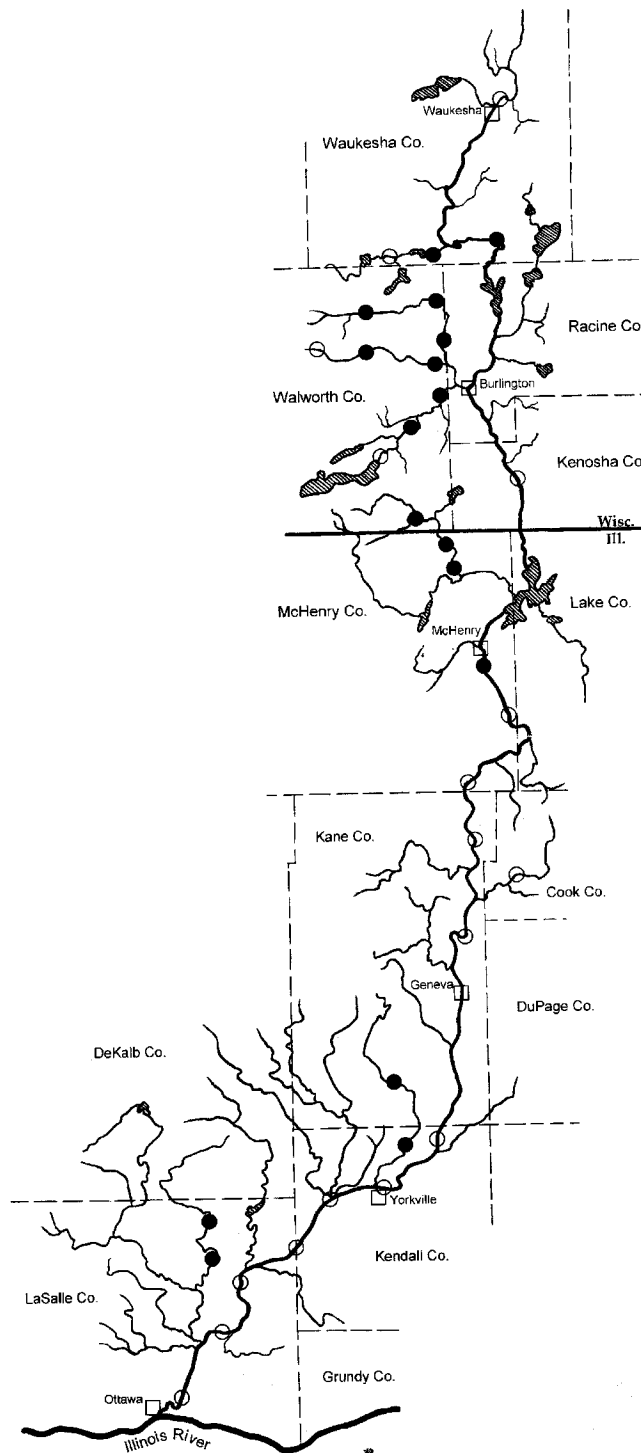 Waukesha
Waukesha Co.
Racine Co.
Burlington
Walworth Co.
Kenosha Co.
Wisc.
Ill.
McHenry Co.
Lake Co.
McHenry
Kane Co.
Cook Co.
Geneva
DuPage Co.
DeKalb Co.
Yorkville
Kendall Co.
LaSalle Co.
Grundy Co.
Ottawa
Illinois River